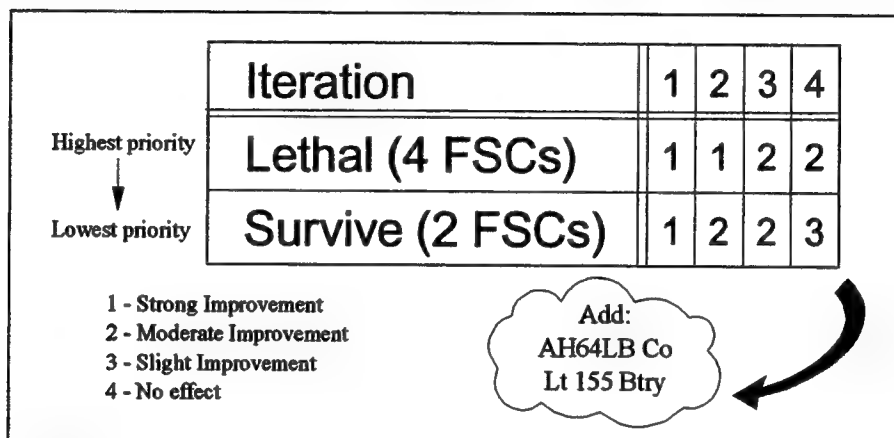 Iteration 1 2 3 4
Highest priority Lethal (4 FSCs) 1 1 2 2
Lowest priority Survive (2 FSCs) 1 2 2 3
1 - Strong Improvement
2 - Moderate Improvement
3 - Slight Improvement
4 - No effect
Add:
AH64LB Co
Lt 155 Btry